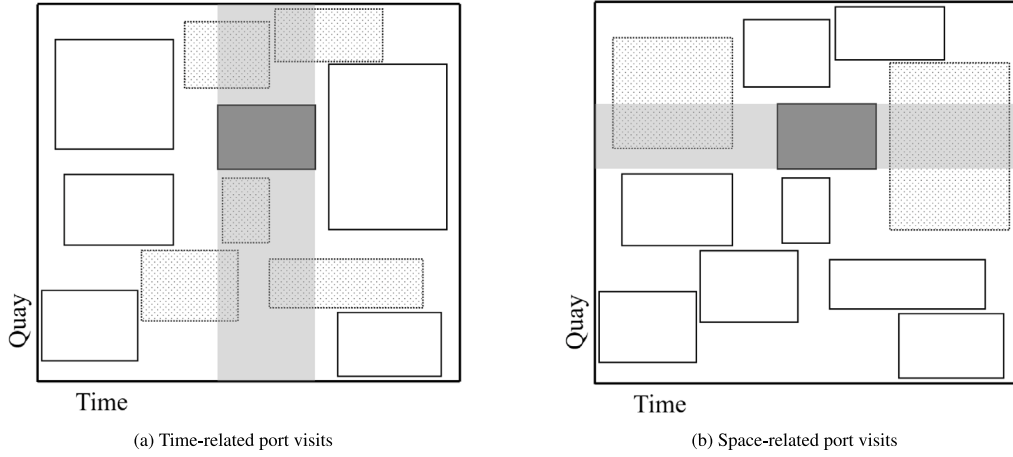 Quay
Time
(a) Time-related port visits
Quay
Time
(b) Space-related port visits